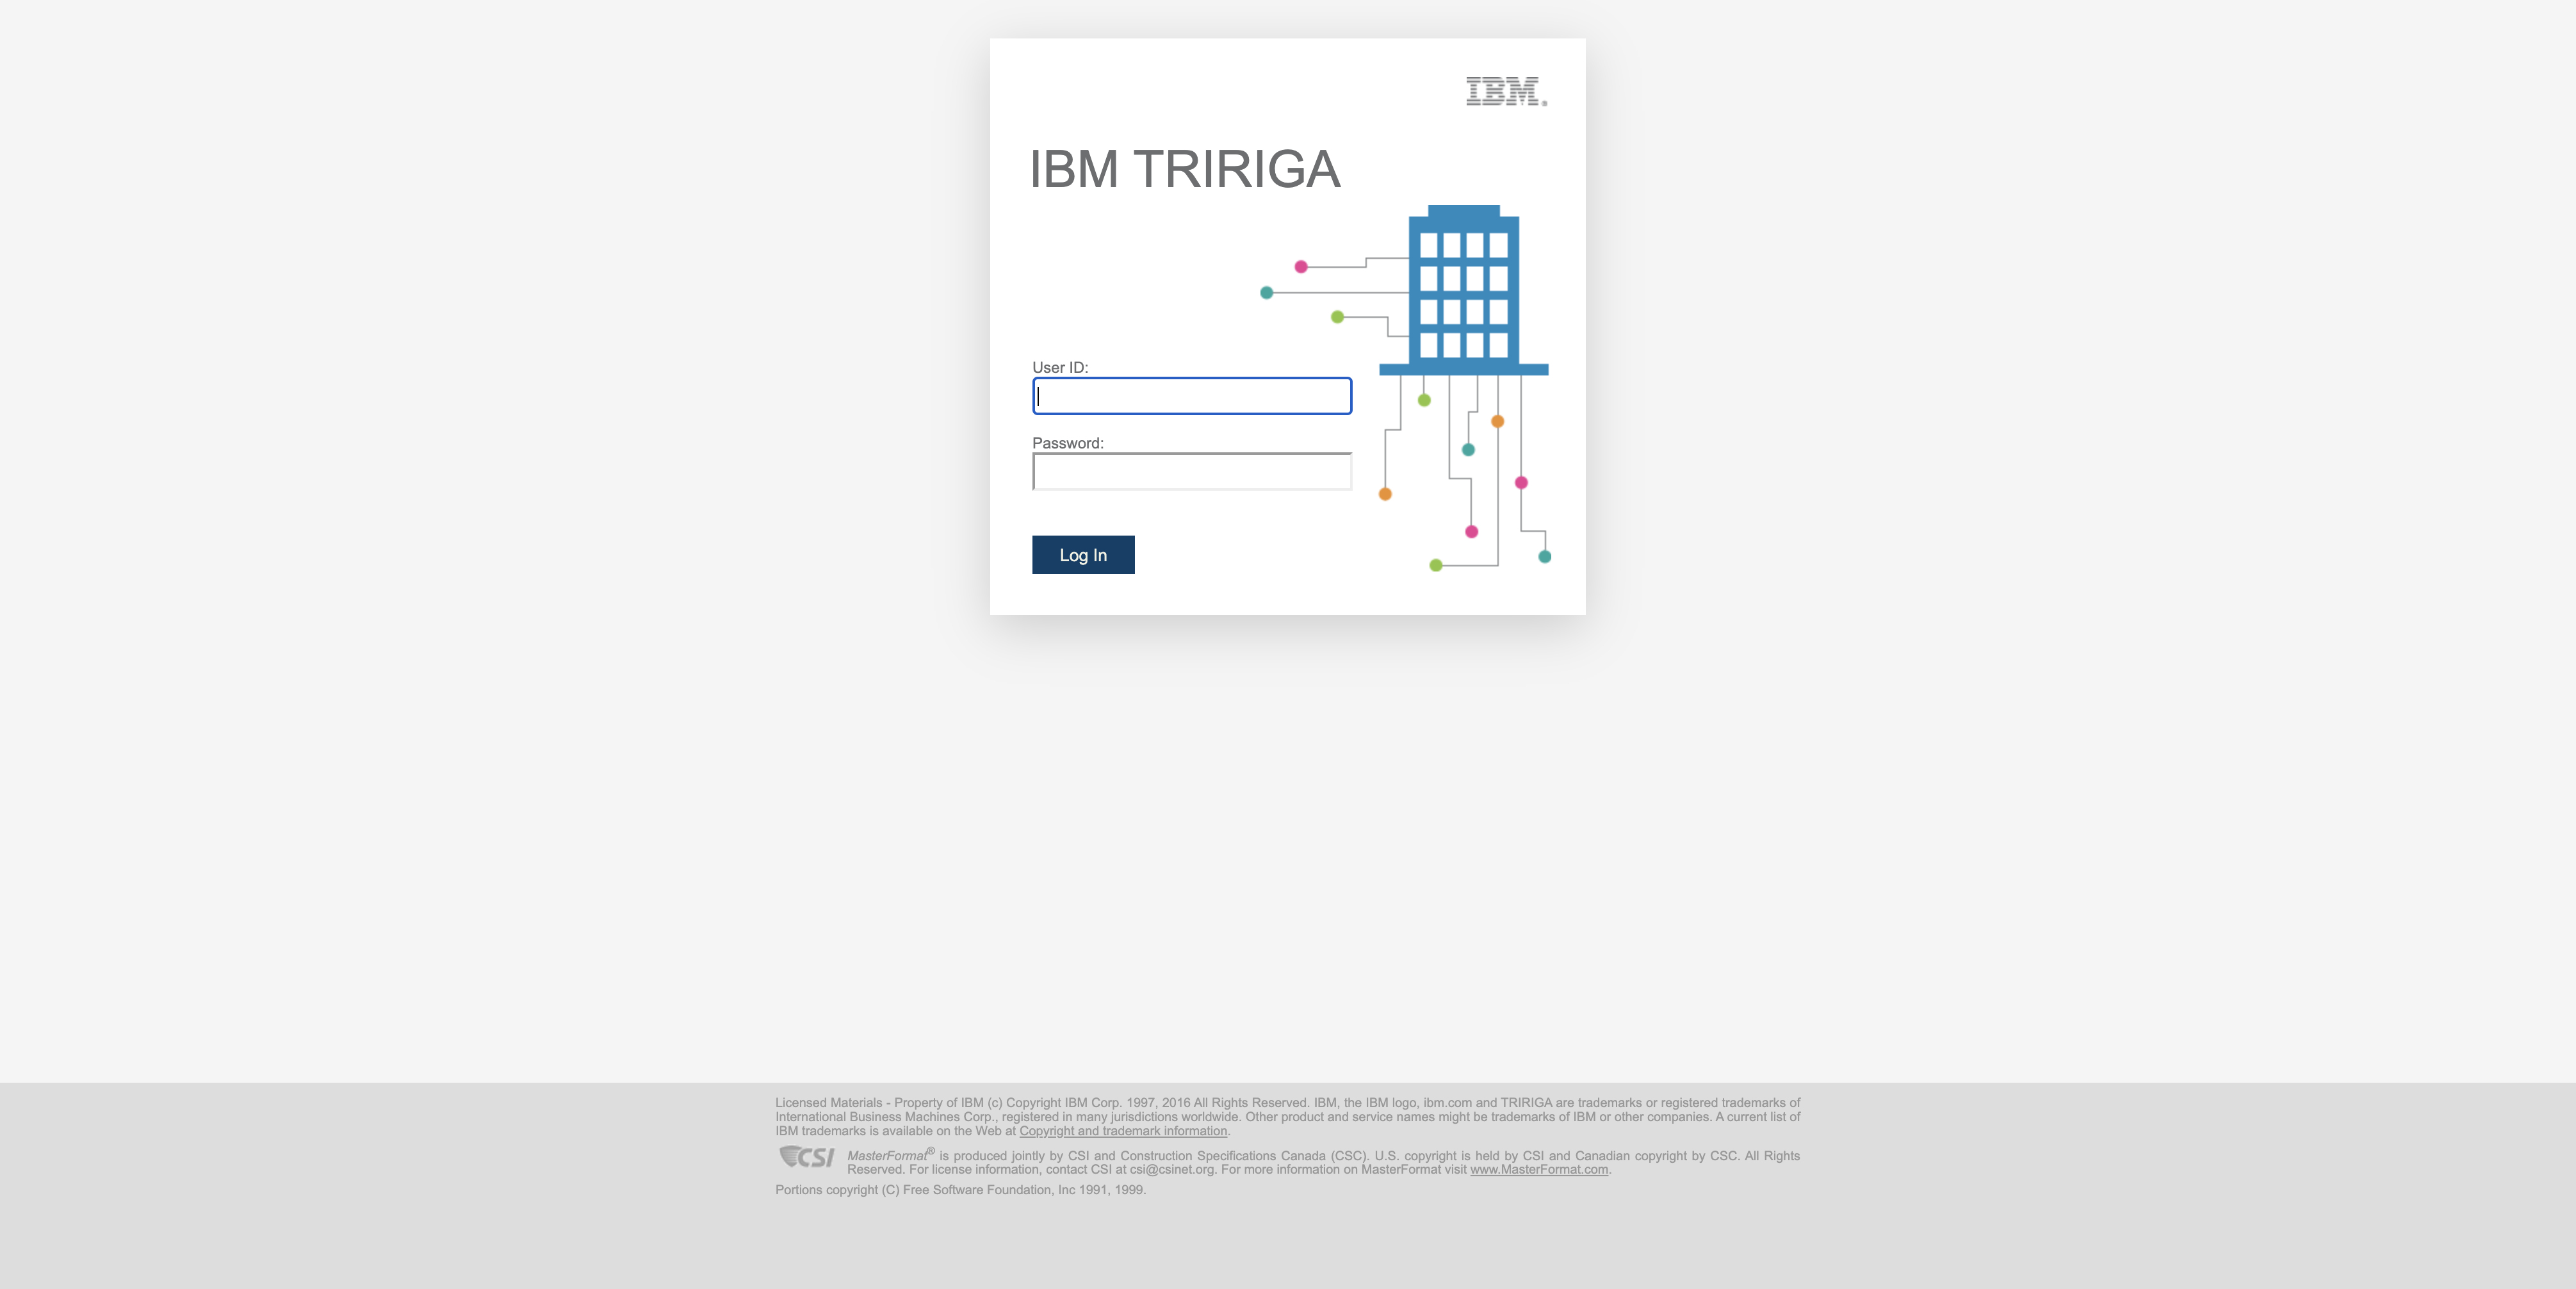 IBM®
IBM TRIRIGA
User ID:
Password:
Log In
Licensed Materials - Property of IBM (c) Copyright IBM Corp. 1997, 2016 All Rights Reserved. IBM, the IBM logo, ibm.com and TRIRIGA are trademarks or registered trademarks of
International Business Machines Corp., registered in many jurisdictions worldwide. Other product and service names might be trademarks of IBM or other companies. A current list of
IBM trademarks is available on the Web at Copyright and trademark information.
CSI
MasterFormat® is produced jointly by CSI and Construction Specifications Canada (CSC). U.S. copyright is held by CSI and Canadian copyright by CSC. All Rights
Reserved. For license information, contact CSI at csi@csinet.org. For more information on MasterFormat visit www.MasterFormat.com.
Portions copyright (C) Free Software Foundation, Inc 1991, 1999.